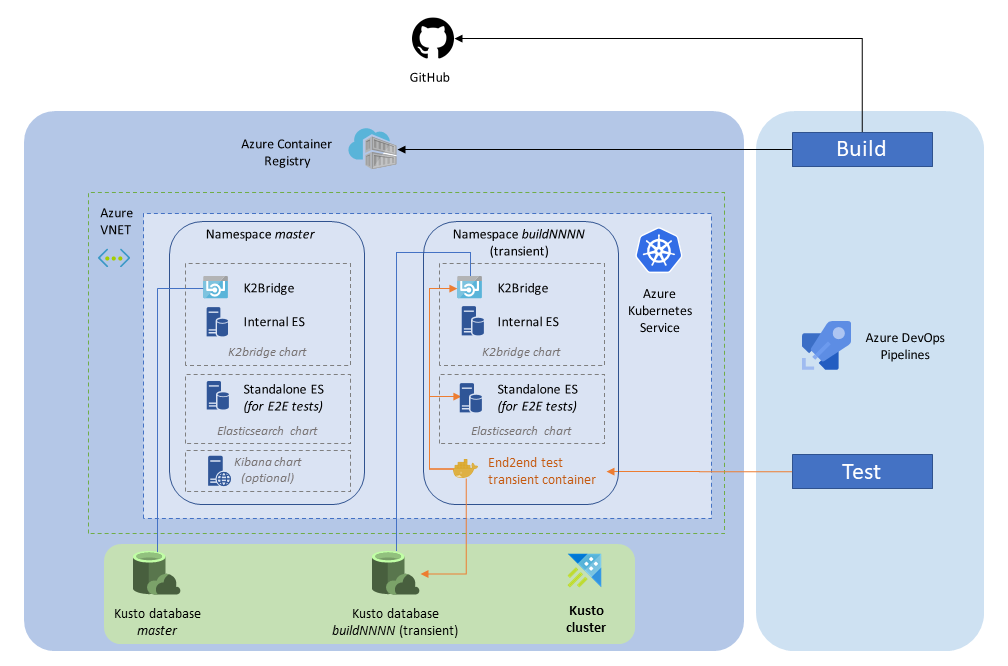 GitHub
Azure Container
Registry
Build
Azure
VNET
Namespace master
K2Bridge
Internal ES
K2bridge chart
Standalone ES
(for E2E tests)
Elasticsearch chart
Kibana chart
(optional)
Namespace buildNNNN
(transient)
K2Bridge
Internal ES
K2bridge chart
Standalone ES
(for E2E tests)
Elasticsearch chart
End2end test
transient container
Azure
Kubernetes
Service
Azure DevOps
Pipelines
Test
Kusto database
master
Kusto database
buildNNNN (transient)
Kusto
cluster